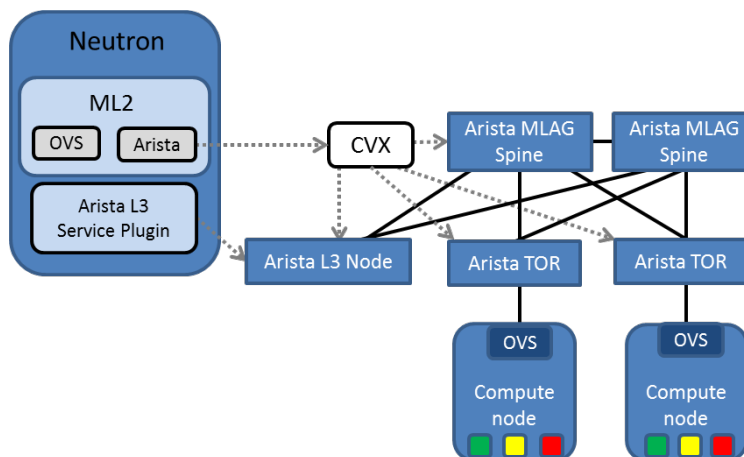 Neutron
ML2
OVS
Arista
Arista L3
Service Plugin
CVX
Arista MLAG
Spine
Arista MLAG
Spine
Arista L3 Node
Arista TOR
Arista TOR
OVS
Compute
node
OVS
Compute
node